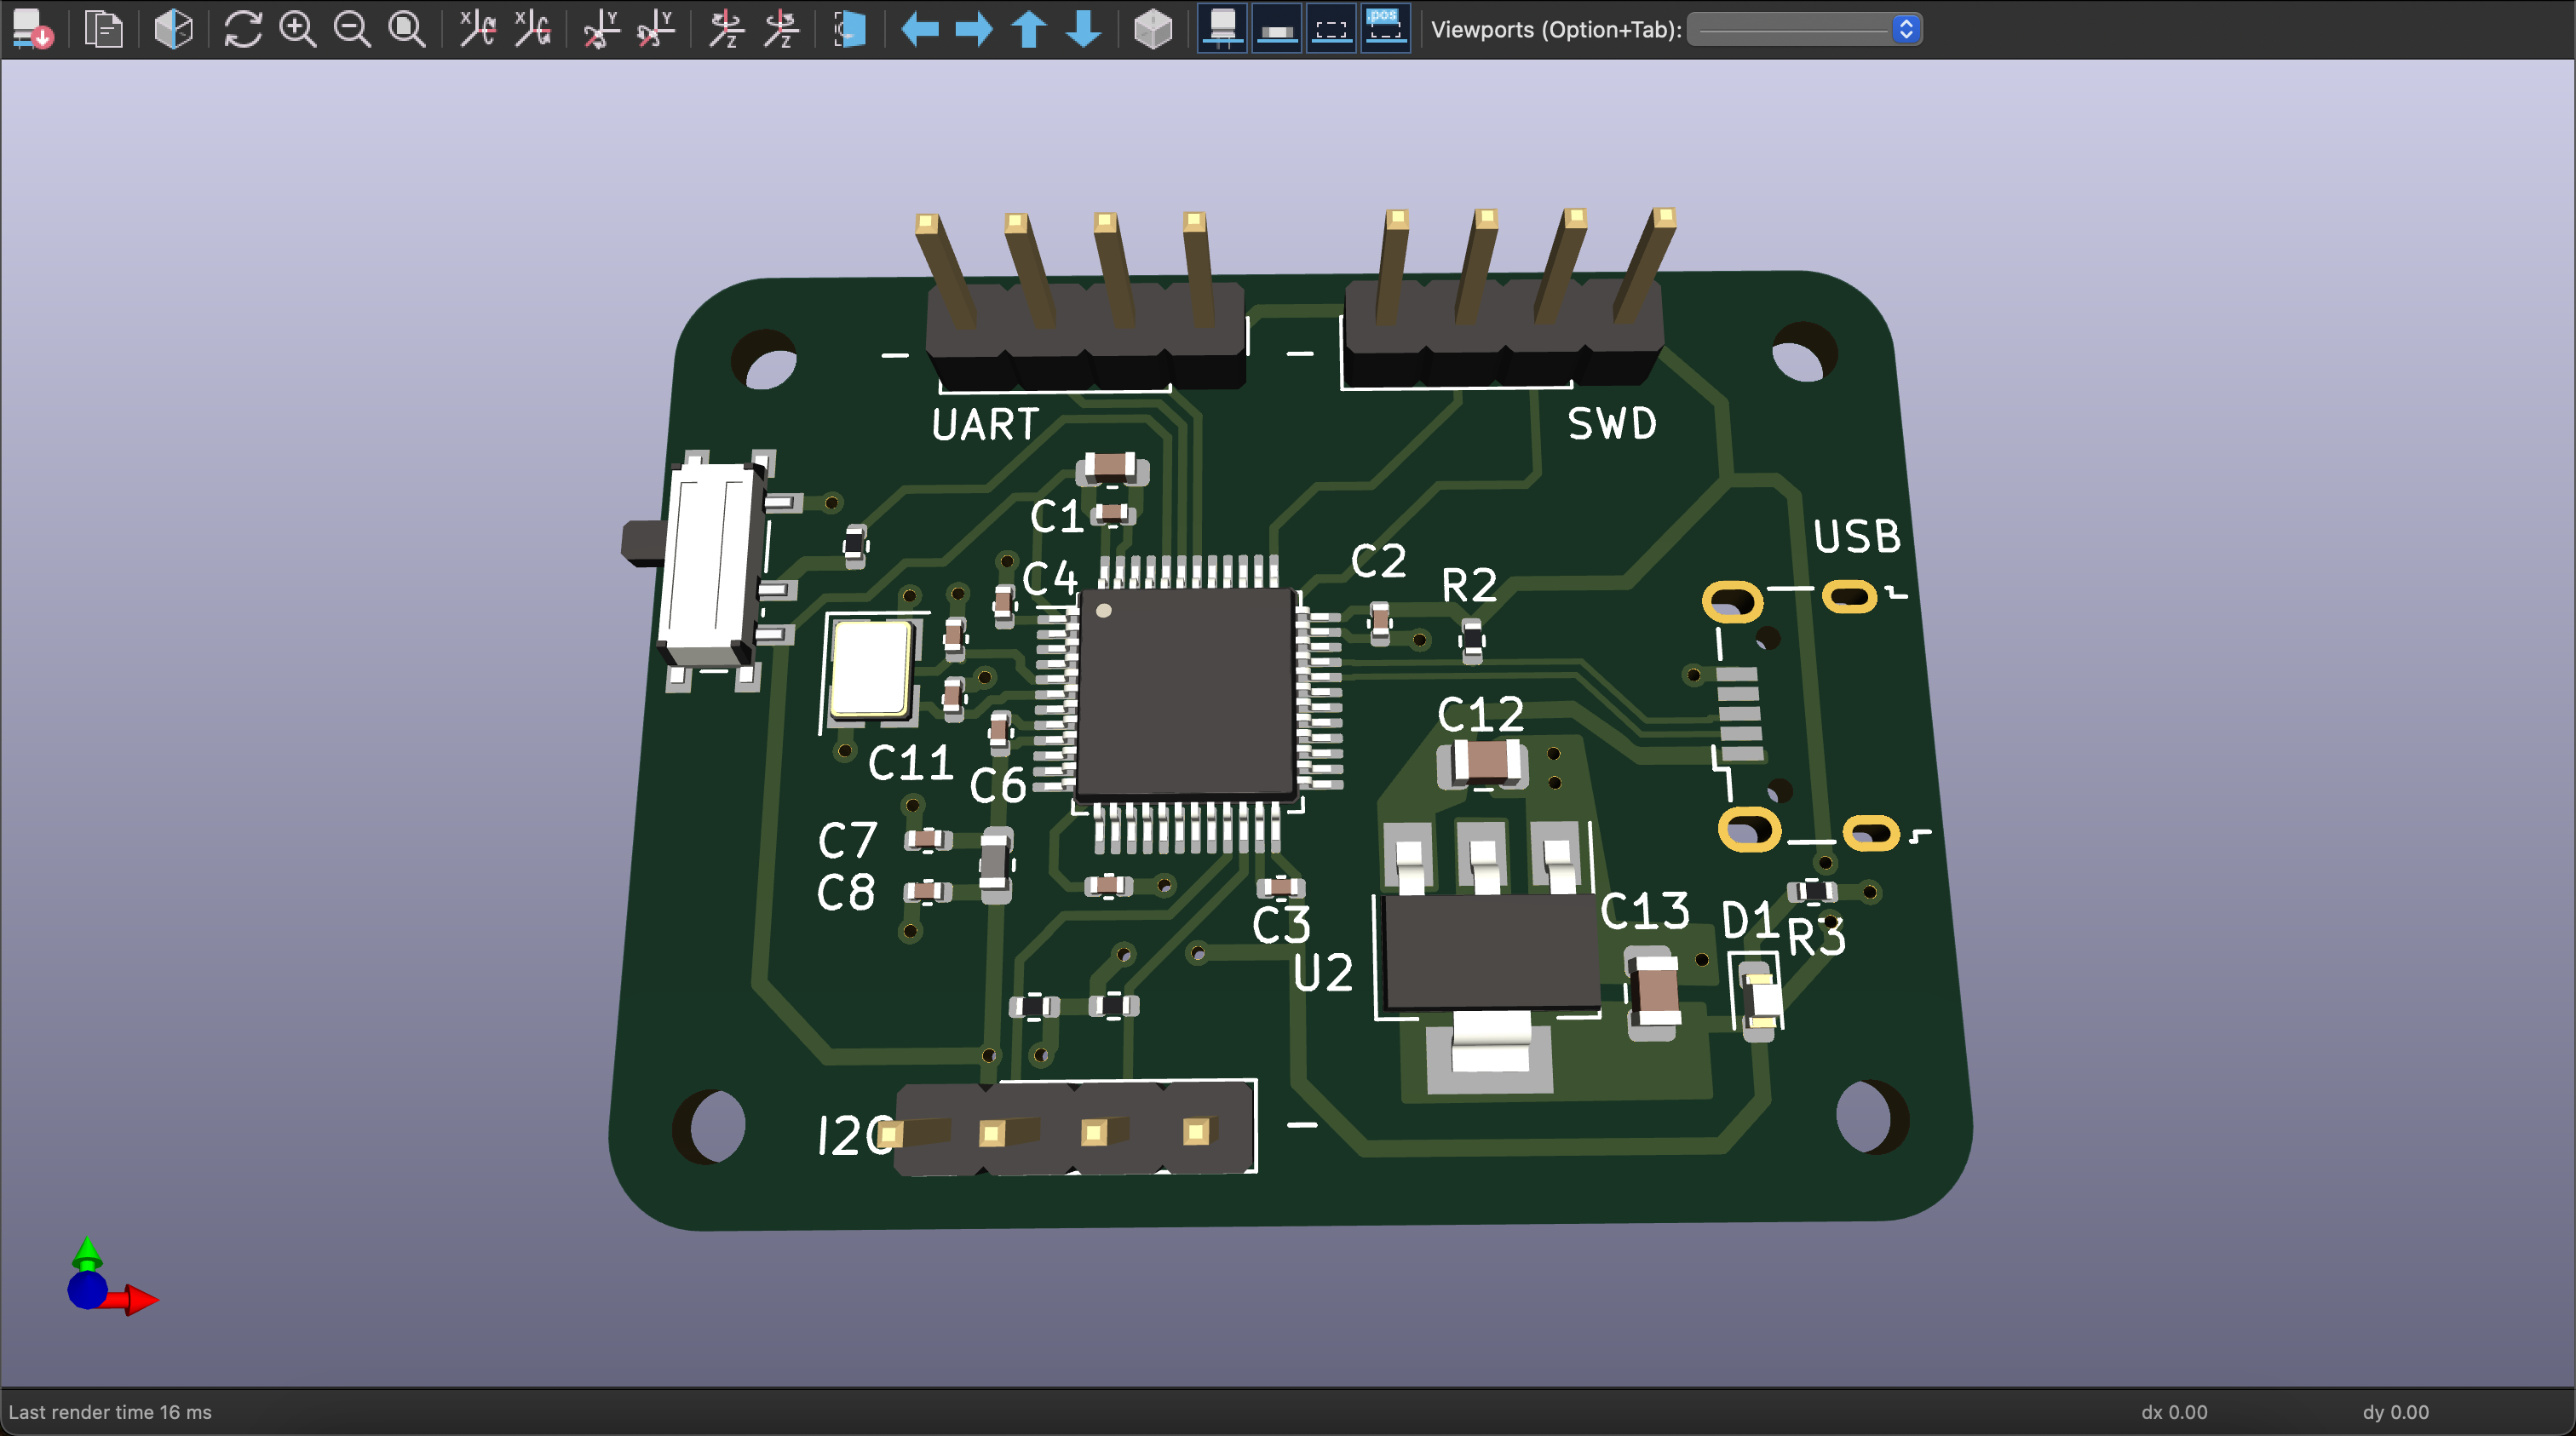 X X Y Y Z Z .pos Viewports (Option+Tab):
UART
SWD
C1
USB
C2
C4
R2
C12
C11
C6
C7
C8
C13
D1
C3
R3
U2
I2C
Last render time 16 ms
dx 0.00
dy 0.00